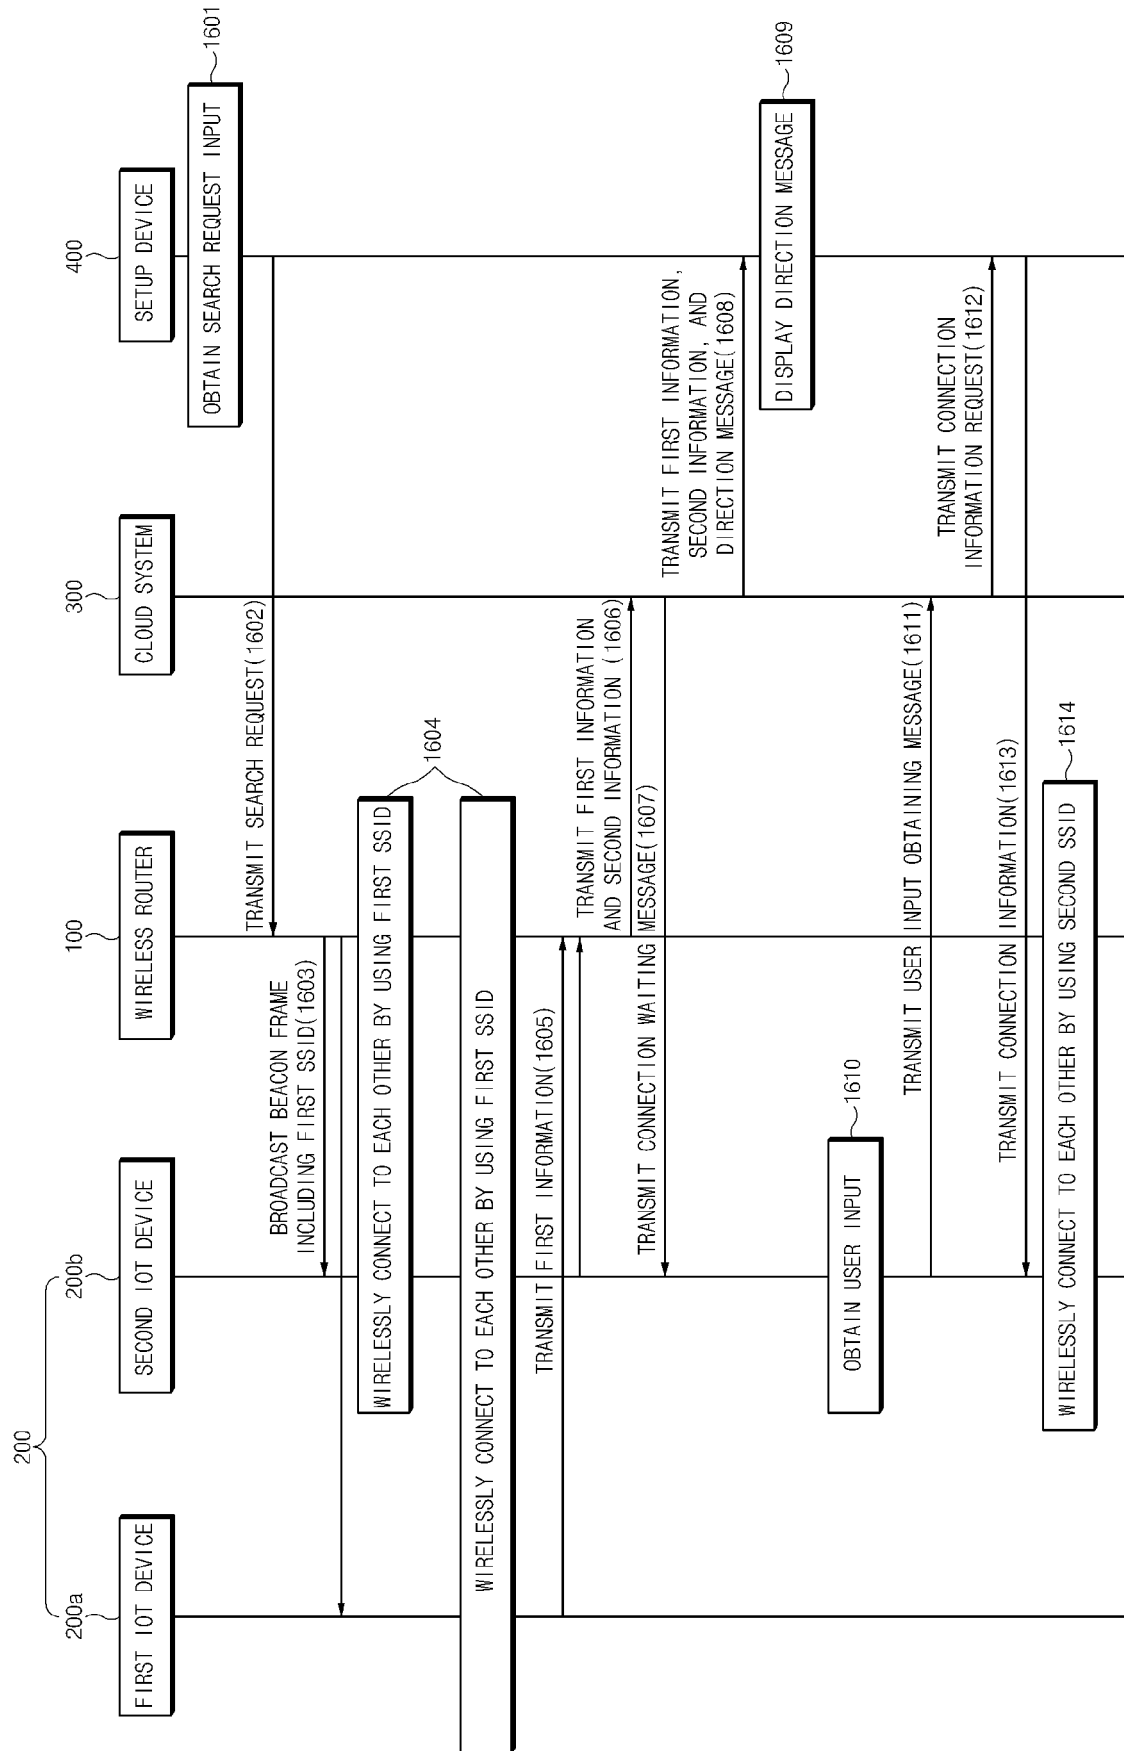 200
200a
200b
100
300
400
FIRST IOT DEVICE
SECOND IOT DEVICE
WIRELESS ROUTER
CLOUD SYSTEM
SETUP DEVICE
OBTAIN SEARCH REQUEST INPUT
1601
TRANSMIT SEARCH REQUEST(1602)
BROADCAST BEACON FRAME
INCLUDING FIRST SSID(1603)
WIRELESSLY CONNECT TO EACH OTHER BY USING FIRST SSID
1604
WIRELESSLY CONNECT TO EACH OTHER BY USING FIRST SSID
TRANSMIT FIRST INFORMATION(1605)
TRANSMIT FIRST INFORMATION
AND SECOND INFORMATION (1606)
TRANSMIT CONNECTION WAITING MESSAGE(1607)
TRANSMIT FIRST INFORMATION,
SECOND INFORMATION, AND
DIRECTION MESSAGE(1608)
DISPLAY DIRECTION MESSAGE
1609
OBTAIN USER INPUT
1610
TRANSMIT USER INPUT OBTAINING MESSAGE(1611)
TRANSMIT CONNECTION
INFORMATION REQUEST(1612)
TRANSMIT CONNECTION INFORMATION(1613)
WIRELESSLY CONNECT TO EACH OTHER BY USING SECOND SSID
1614